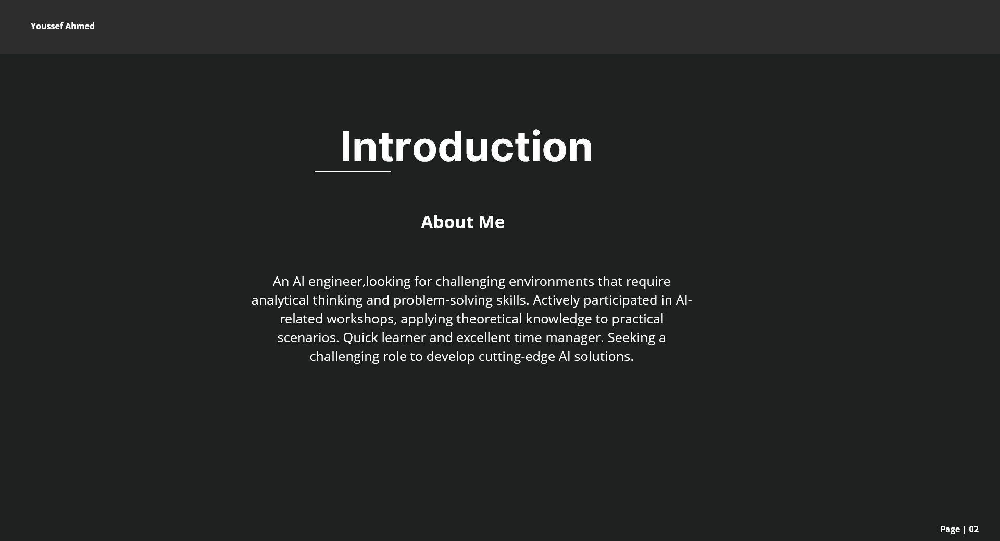 Youssef Ahmed
Introduction
About Me
An AI engineer,looking for challenging environments that require
analytical thinking and problem-solving skills. Actively participated in AI-
related workshops, applying theoretical knowledge to practical
scenarios. Quick learner and excellent time manager. Seeking a
challenging role to develop cutting-edge AI solutions.
Page | 02